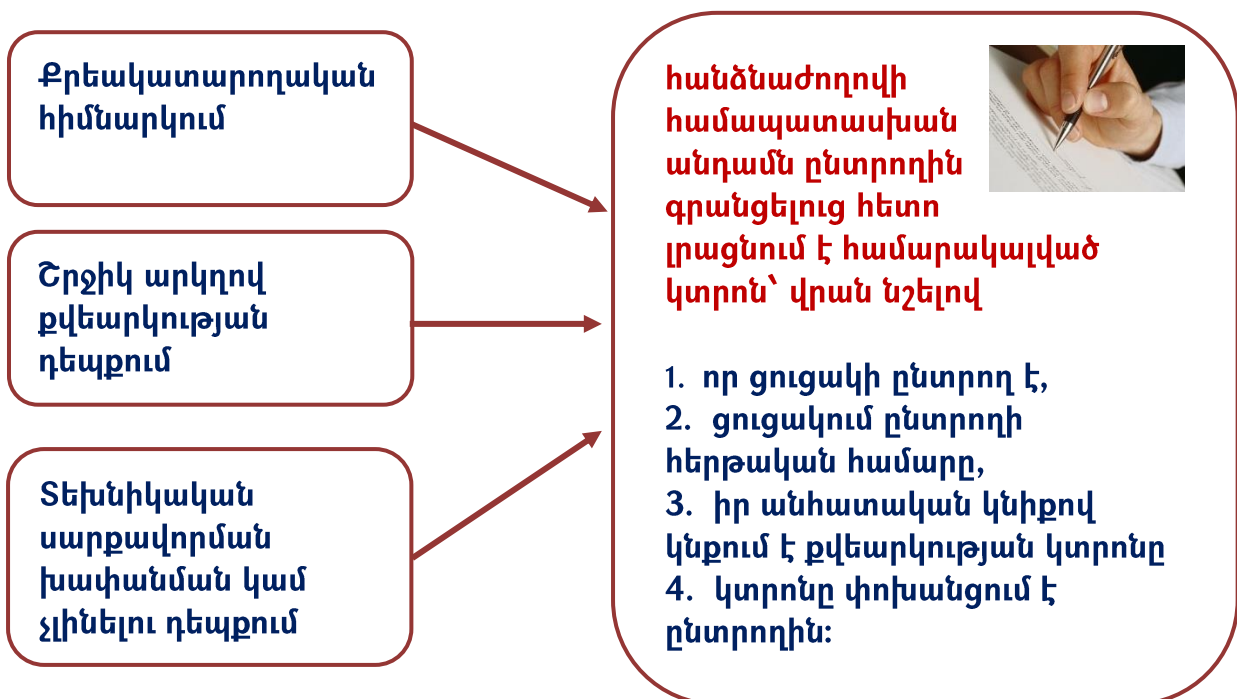 Քրեակատարողական
հիմնարկում
Շրջիկ արկղով
քվեարկության
դեպքում
Տեխնիկական
սարքավորման
խափանման կամ
չլինելու դեպքում
հանձնաժողովի
համապատասխան
անդամն ընտրողին
գրանցելուց հետո
լրացնում է համարակալված
կտրոն՝ վրան նշելով
1. որ ցուցակի ընտրող է,
2. ցուցակում ընտրողի
հերթական համարը,
3. իր անհատական կնիքով
կնքում է քվեարկության կտրոնը
4. կտրոնը փոխանցում է
ընտրողին: